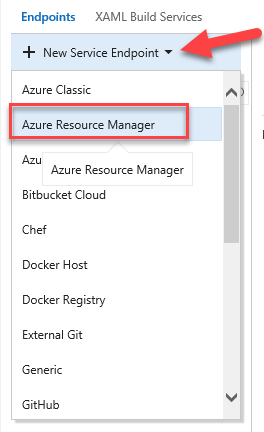 Endpoints XAML Build Services
+ New Service Endpoint
Azure Classic
Azure Resource Manager
Azu
Azure Resource Manager
Bitbucket Cloud
Chef
Docker Host
Docker Registry
External Git
Generic
GitHub